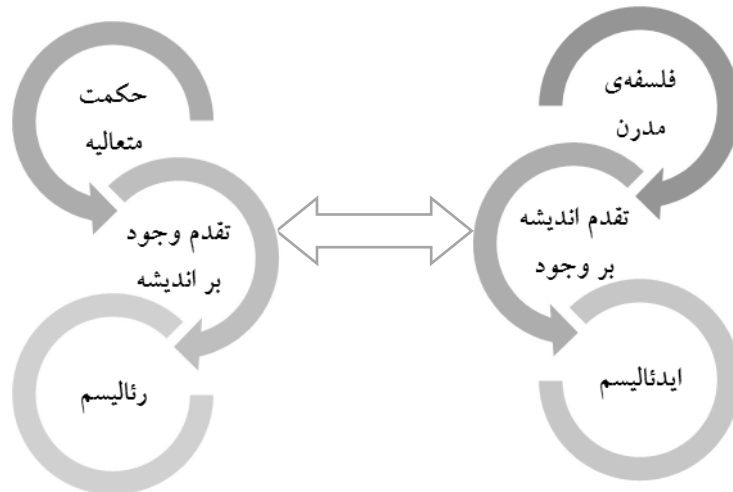 فلسفه‌ی
مدرن
تقدم اندیشه
بر وجود
ایدئالیسم
حکمت
متعالیه
تقدم وجود
بر اندیشه
رئالیسم